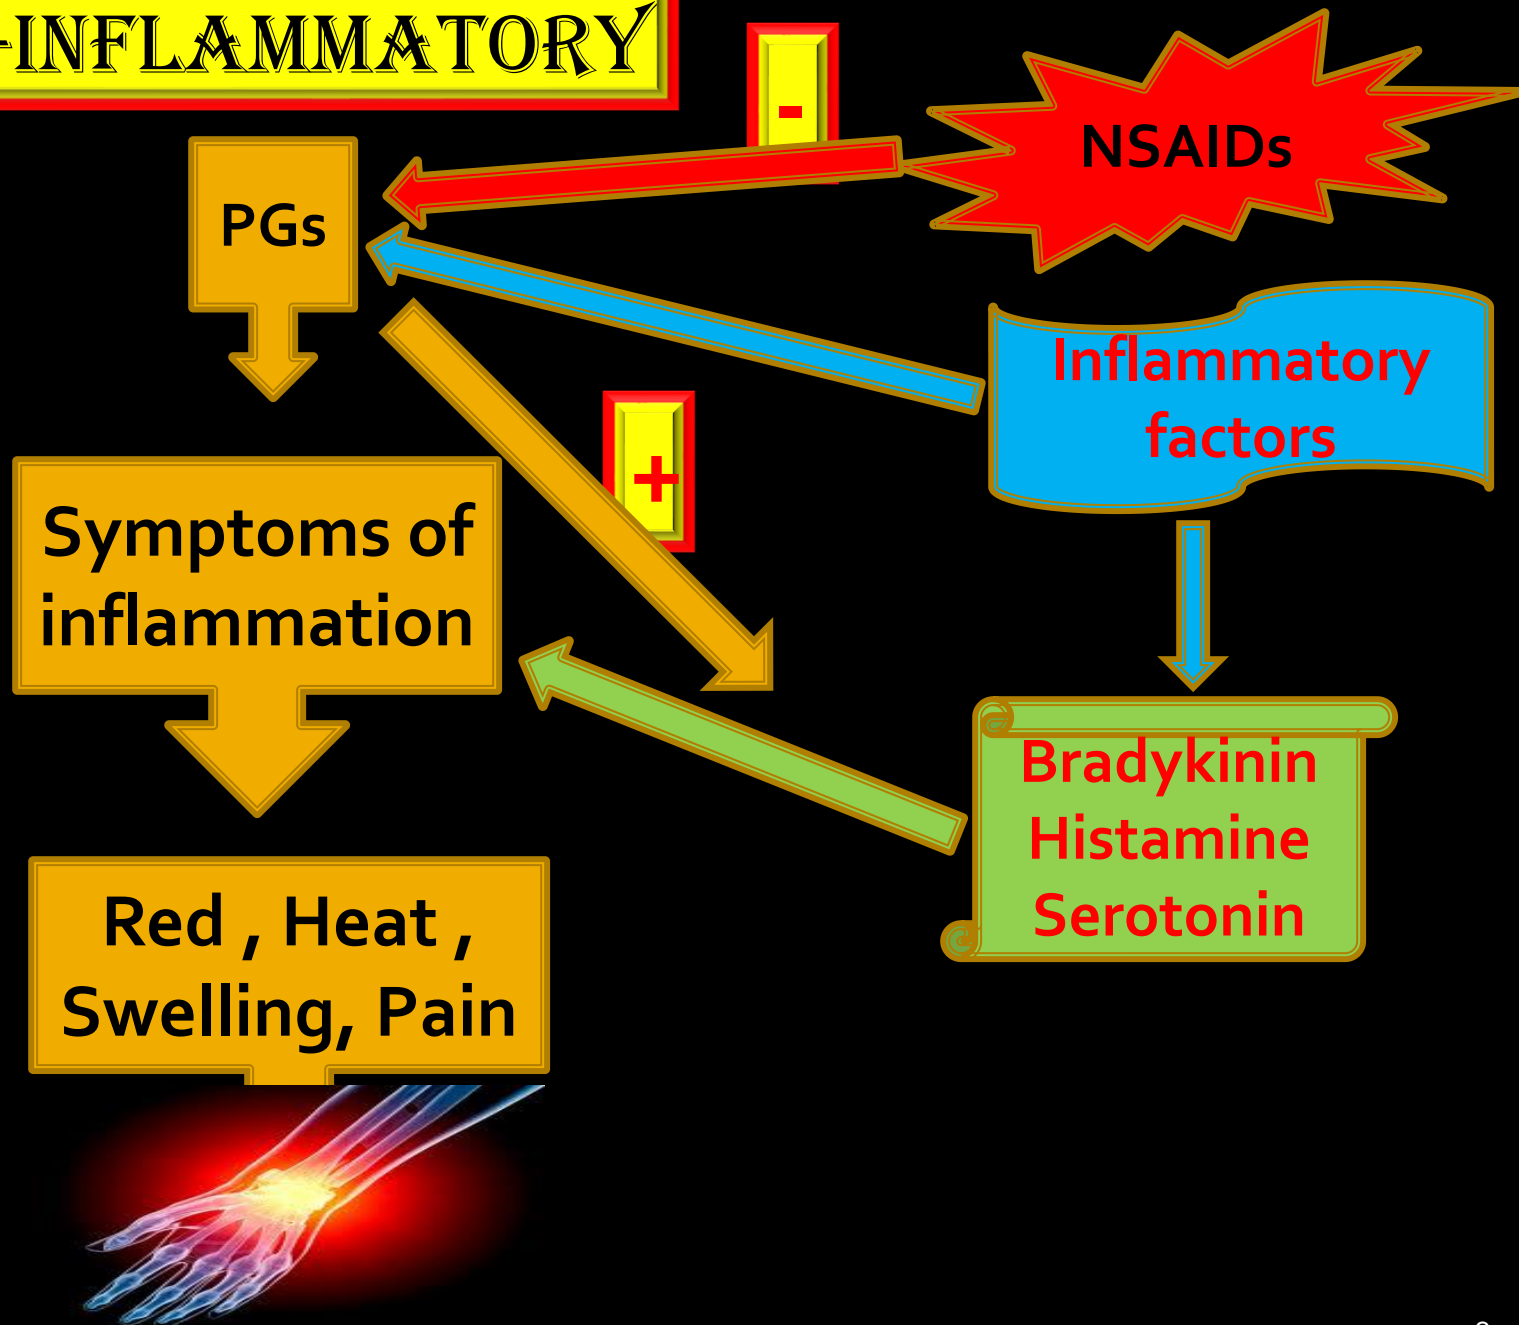 -INFLAMMATORY
-
NSAIDs
PGs
Inflammatory
factors
+
Symptoms of
inflammation
Bradykinin
Histamine
Serotonin
Red , Heat ,
Swelling, Pain